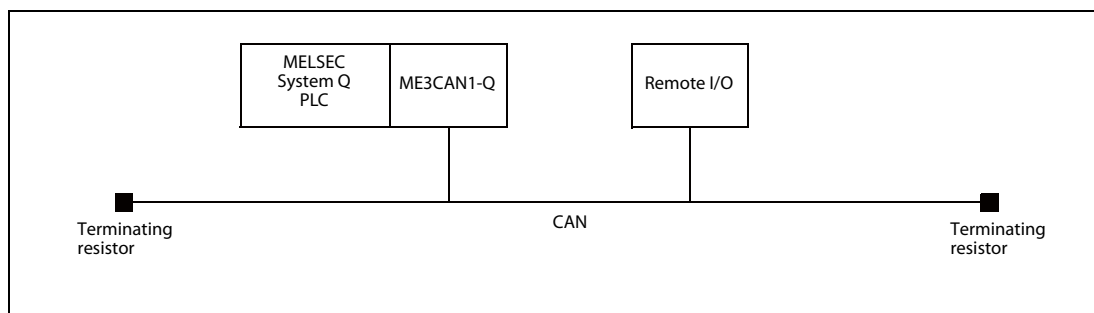 MELSEC
System Q
PLC
ME3CAN1-Q
Remote I/O
CAN
Terminating
resistor
Terminating
resistor